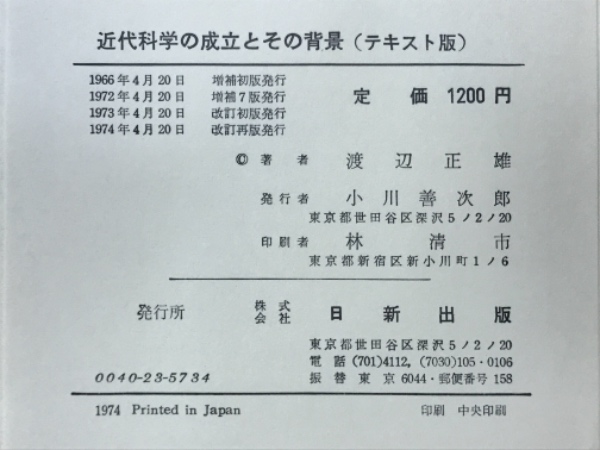 近代科学の成立とその背景(テキスト版)
1966年4月20日 増補初版発行
1972年4月20日 増補7版発行
1973年4月20日 改訂初版発行
1974年4月20日 改訂再版発行
定 価 1200円
© 著 者 渡辺正雄
発行者 小川善次郎
東京都世田谷区深沢5ノ2ノ20
印刷者 林 清 市
東京都新宿区新小川町1ノ6
発行所 株式会社 日新出版
東京都世田谷区深沢5ノ2ノ20
電話 (701)4112, (7030)105・0106
振替 東京 6044・郵便番号 158
0040-23-5734
1974 Printed in Japan 印刷 中央印刷